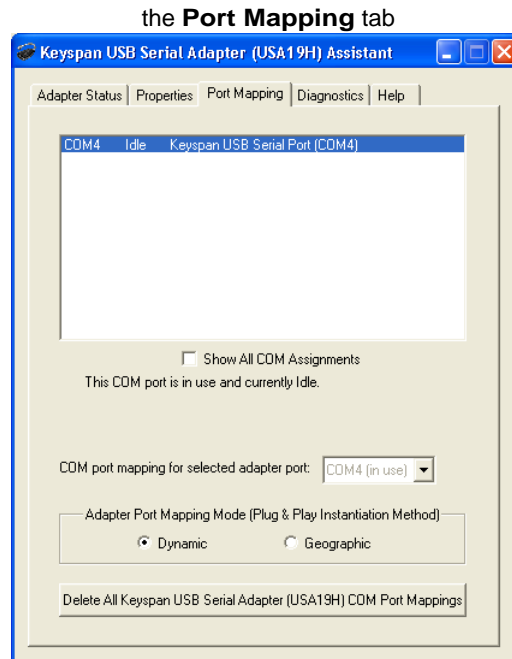 the Port Mapping tab
Keyspan USB Serial Adapter (USA19H) Assistant
Adapter Status Properties Port Mapping Diagnostics Help
COM4 Idle Keyspan USB Serial Port (COM4)
Show All COM Assignments
This COM port is in use and currently Idle.
COM port mapping for selected adapter port: COM4 (in use)
Adapter Port Mapping Mode (Plug & Play Instantiation Method)
Dynamic Geographic
Delete All Keyspan USB Serial Adapter (USA19H) COM Port Mappings